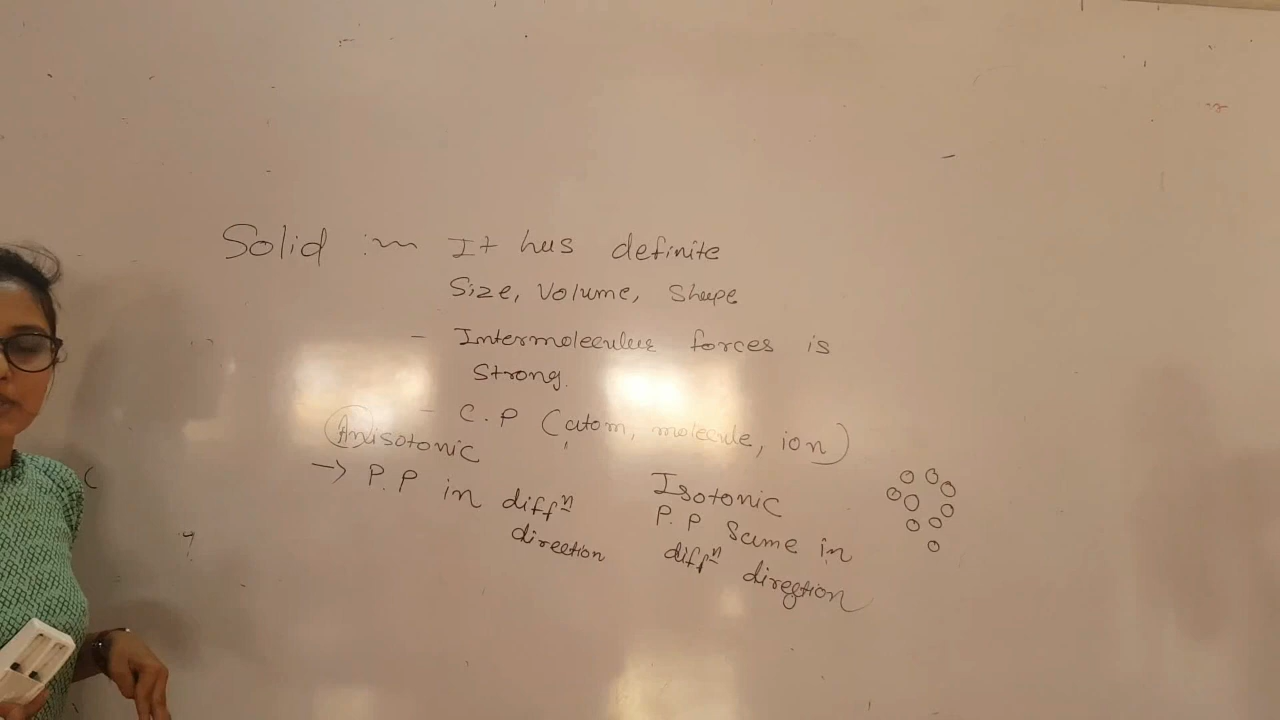 Solid :~ It has definite
Size, Volume, Shape
- Intermolecular forces is
Strong.
- C.P (atom, molecule, ion)
Anisotonic
→ P.P in diffⁿ
direction
Isotonic
P.P Same in
diffⁿ direction